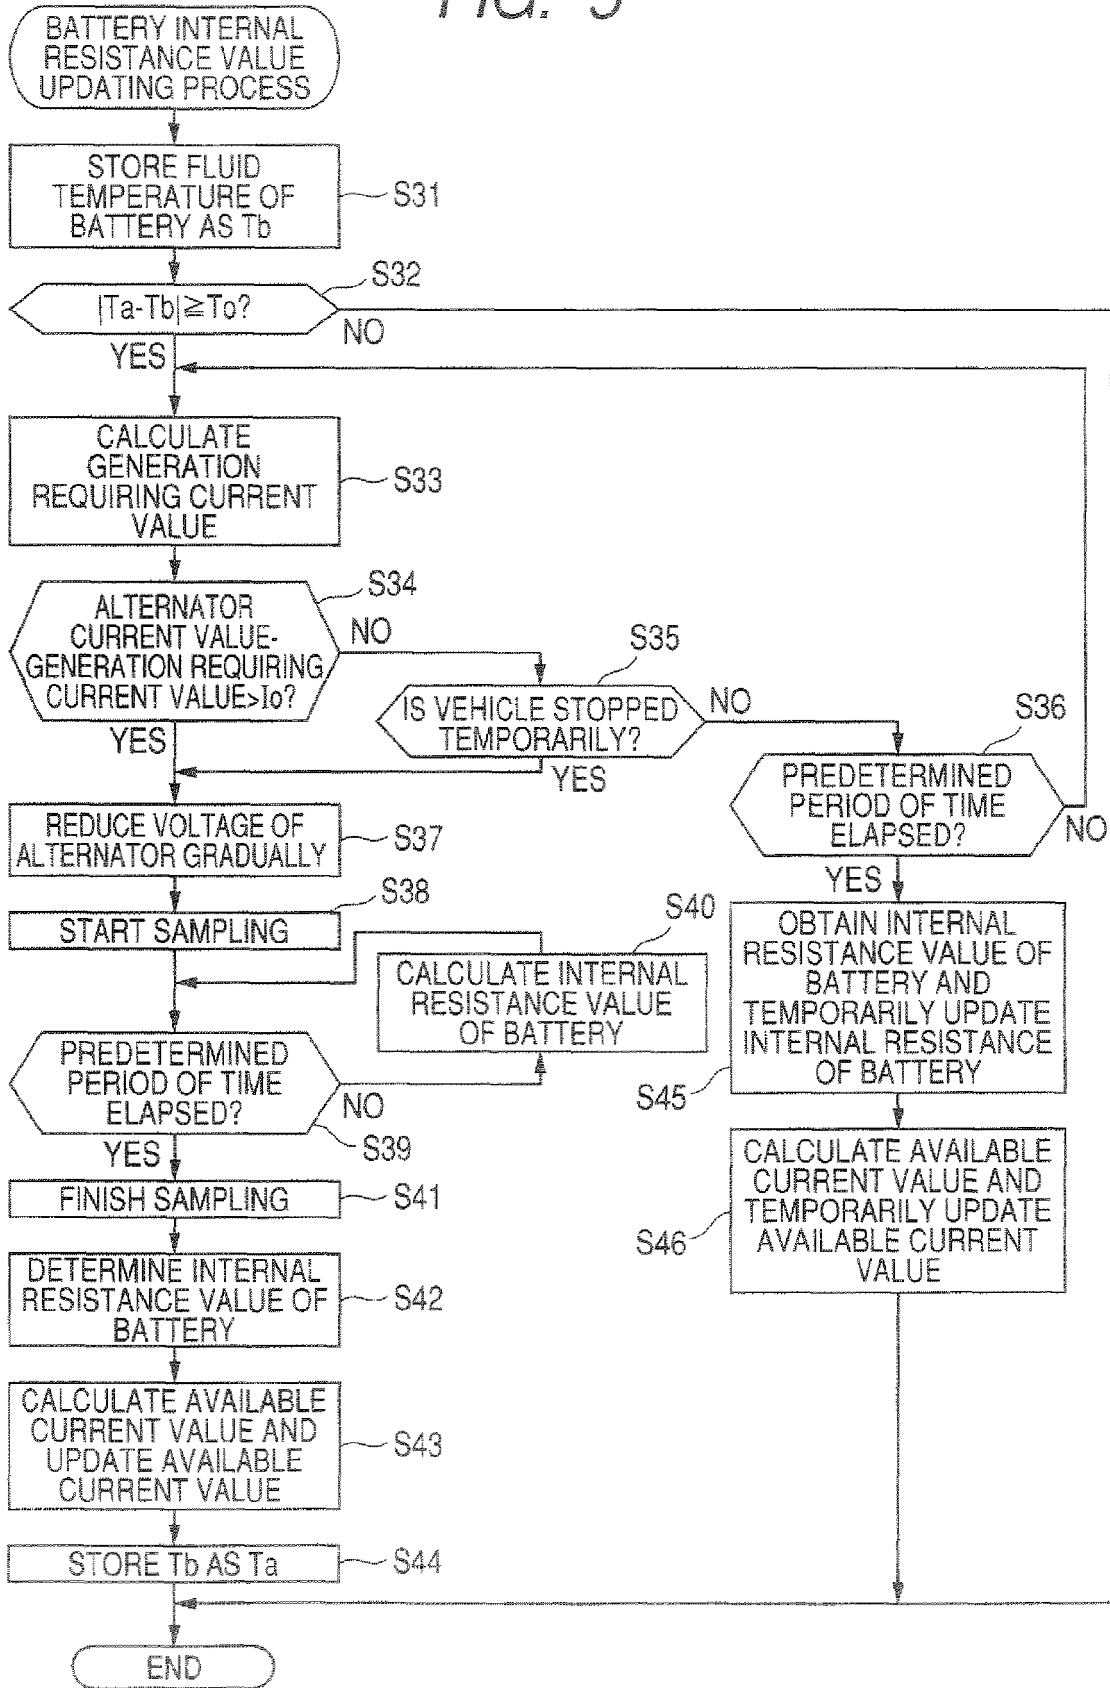 BATTERY INTERNAL
RESISTANCE VALUE
UPDATING PROCESS
STORE FLUID
TEMPERATURE OF
BATTERY AS Tb
S31
S32
|Ta-Tb|≧To?
NO
YES
CALCULATE
GENERATION
REQUIRING CURRENT
VALUE
S33
S34
ALTERNATOR
CURRENT VALUE-
GENERATION REQUIRING
CURRENT VALUE>Io?
NO
YES
S35
IS VEHICLE STOPPED
TEMPORARILY?
NO
YES
S36
PREDETERMINED
PERIOD OF TIME
ELAPSED?
NO
YES
REDUCE VOLTAGE OF
ALTERNATOR GRADUALLY
S37
S38
START SAMPLING
S40
CALCULATE INTERNAL
RESISTANCE VALUE
OF BATTERY
OBTAIN INTERNAL
RESISTANCE VALUE OF
BATTERY AND
TEMPORARILY UPDATE
INTERNAL RESISTANCE
OF BATTERY
S45
PREDETERMINED
PERIOD OF TIME
ELAPSED?
NO
S39
YES
FINISH SAMPLING
S41
CALCULATE AVAILABLE
CURRENT VALUE AND
TEMPORARILY UPDATE
AVAILABLE CURRENT
VALUE
S46
DETERMINE INTERNAL
RESISTANCE VALUE OF
BATTERY
S42
CALCULATE AVAILABLE
CURRENT VALUE AND
UPDATE AVAILABLE
CURRENT VALUE
S43
STORE Tb AS Ta
S44
END